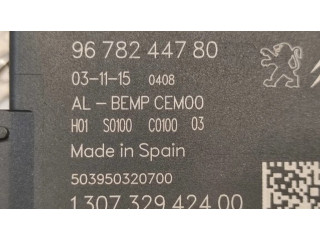 96 782 447 80
03-11-15 0408
AL - BEMP CEM00
H01 S0100 C0100 03
Made in Spain
503950320700
1 307 329 424 00